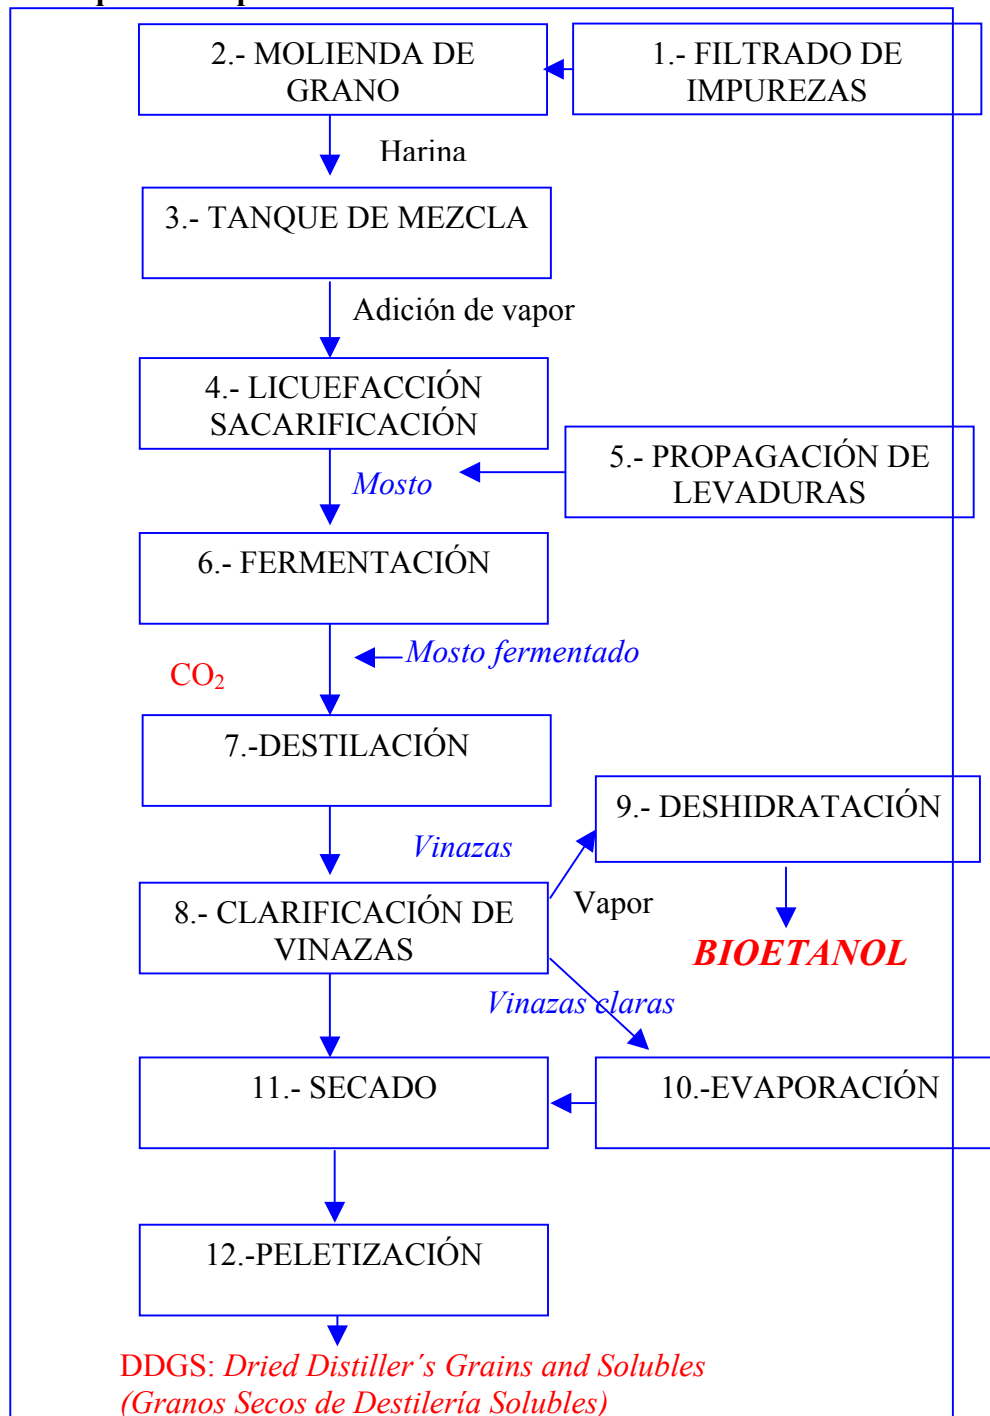 2.- MOLIENDA DE
GRANO
1.- FILTRADO DE
IMPUREZAS
Harina
3.- TANQUE DE MEZCLA
Adición de vapor
4.- LICUEFACCIÓN
SACARIFICACIÓN
5.- PROPAGACIÓN DE
LEVADURAS
Mosto
6.- FERMENTACIÓN
Mosto fermentado
CO₂
7.-DESTILACIÓN
9.- DESHIDRATACIÓN
Vinazas
8.- CLARIFICACIÓN DE
VINAZAS
Vapor
BIOETANOL
Vinazas claras
11.- SECADO
10.-EVAPORACIÓN
12.-PELETIZACIÓN
DDGS: Dried Distiller´s Grains and Solubles
(Granos Secos de Destilería Solubles)